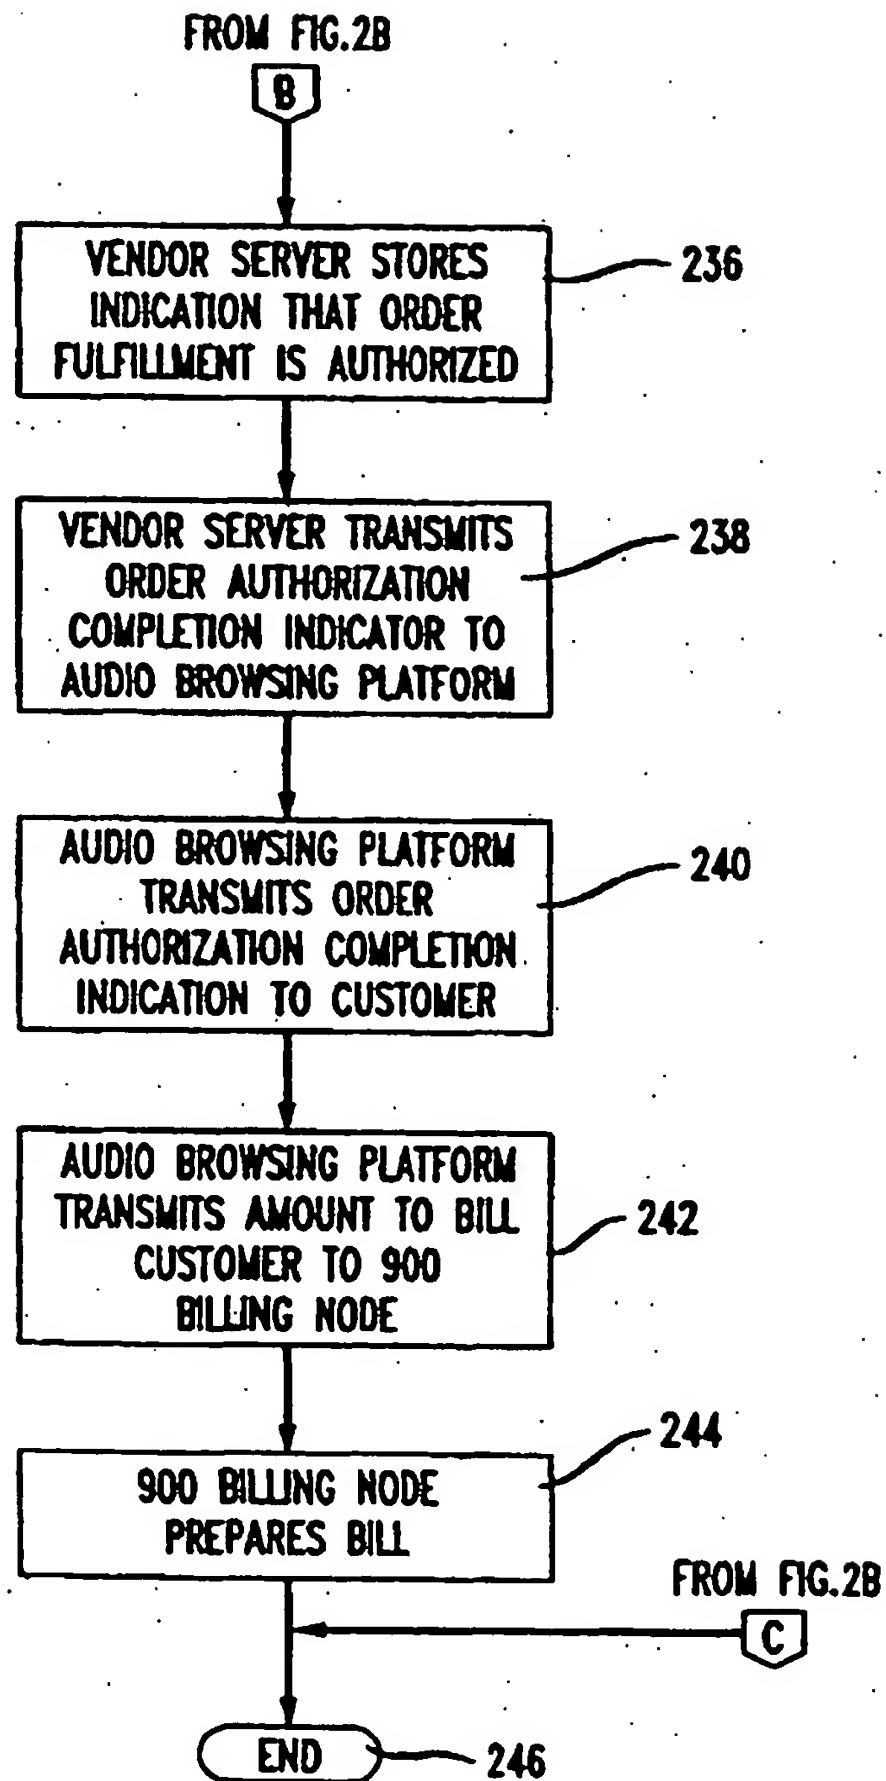 FROM FIG.2B
B
VENDOR SERVER STORES
INDICATION THAT ORDER
FULFILLMENT IS AUTHORIZED
236
VENDOR SERVER TRANSMITS
ORDER AUTHORIZATION
COMPLETION INDICATOR TO
AUDIO BROWSING PLATFORM
238
AUDIO BROWSING PLATFORM
TRANSMITS ORDER
AUTHORIZATION COMPLETION
INDICATION TO CUSTOMER
240
AUDIO BROWSING PLATFORM
TRANSMITS AMOUNT TO BILL
CUSTOMER TO 900
BILLING NODE
242
900 BILLING NODE
PREPARES BILL
244
FROM FIG.2B
C
END
246